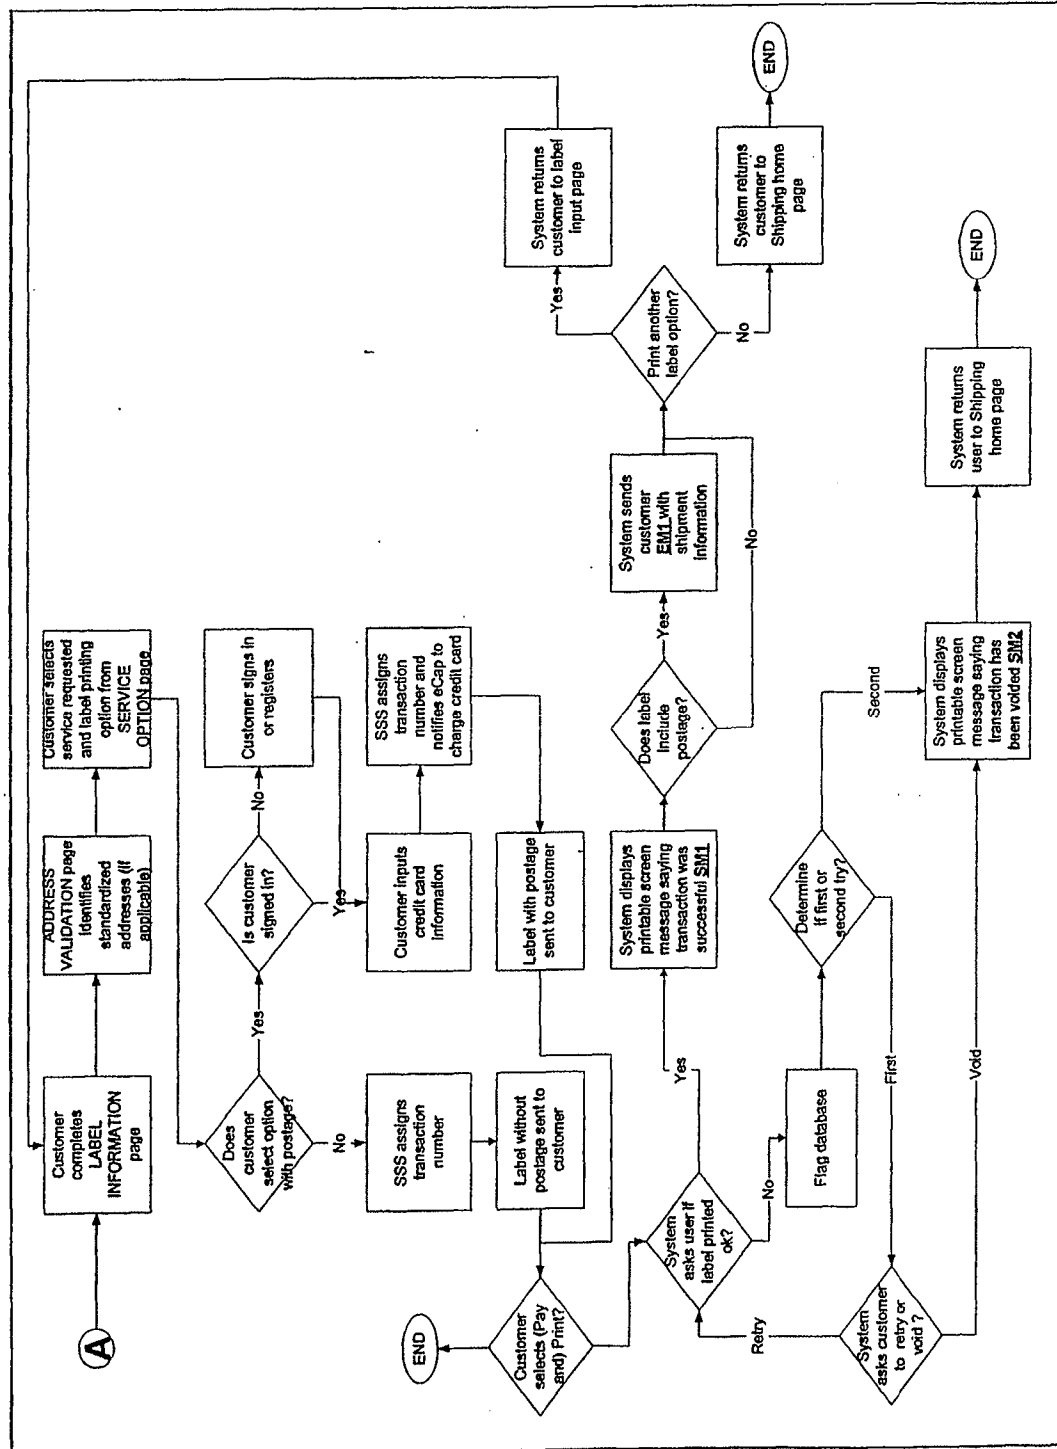 A
Customer
completes
LABEL
INFORMATION
page
ADDRESS
VALIDATION page
identifies
standardized
addresses (if
applicable)
Customer selects
service requested
and label printing
option from
SERVICE
OPTION page
Does
customer
select option
with postage?
Yes
No
Is customer
signed in?
No
Yes
Customer signs in
or registers
SSS assigns
transaction
number
Customer inputs
credit card
information
SSS assigns
transaction
number and
notifies eCap to
charge credit card
Label without
postage sent to
customer
Label with postage
sent to customer
END
Customer
selects (Pay
and) Print?
System
asks user if
label printed
ok?
Yes
No
System displays
printable screen
message saying
transaction was
successful SM1
Does label
include
postage?
Yes
No
System sends
customer
EM1 with
shipment
information
Print another
label option?
Yes
No
System returns
customer to label
input page
System returns
customer to
Shipping home
page
END
Flag database
Determine
if first or
second try?
First
Second
System
asks customer
to retry or
void ?
Retry
Void
System displays
printable screen
message saying
transaction has
been voided SM2
System returns
user to Shipping
home page
END